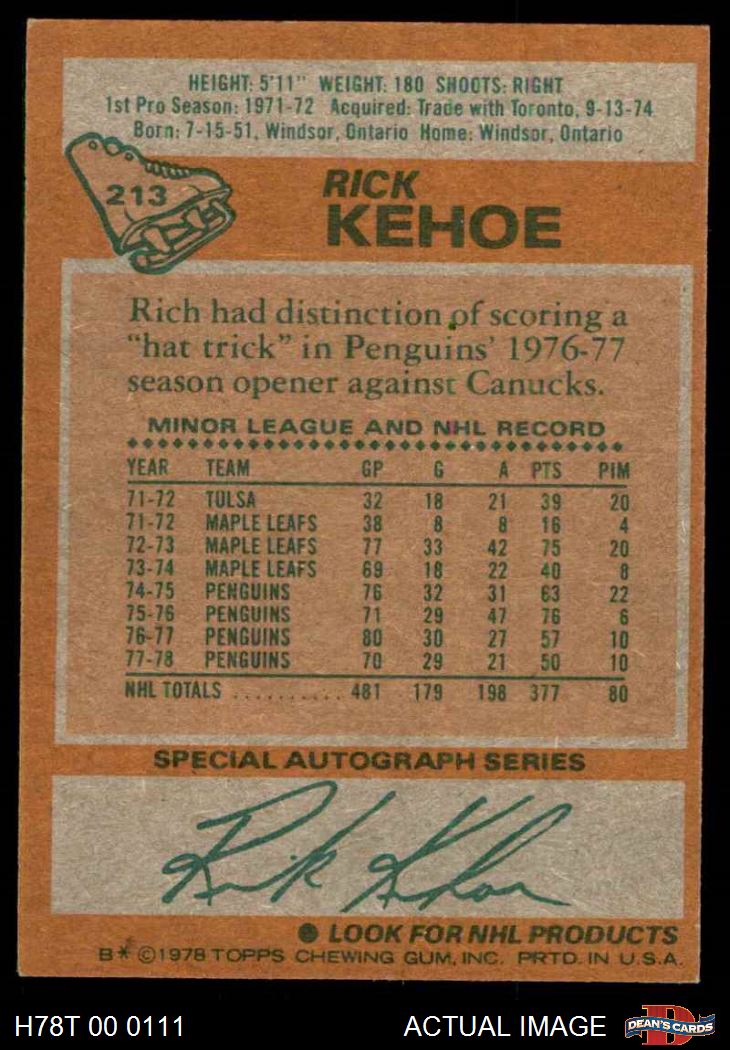 HEIGHT: 5'11" WEIGHT: 180 SHOOTS: RIGHT
1st Pro Season: 1971-72 Acquired: Trade with Toronto, 9-13-74
Born: 7-15-51, Windsor, Ontario Home: Windsor, Ontario
213
RICK
KEHOE
Rich had distinction of scoring a
"hat trick" in Penguins' 1976-77
season opener against Canucks.
MINOR LEAGUE AND NHL RECORD
YEAR TEAM GP G A PTS PIM
71-72 TULSA 32 18 21 39 20
71-72 MAPLE LEAFS 38 8 8 16 4
72-73 MAPLE LEAFS 77 33 42 75 20
73-74 MAPLE LEAFS 69 18 22 40 8
74-75 PENGUINS 76 32 31 63 22
75-76 PENGUINS 71 29 47 76 6
76-77 PENGUINS 80 30 27 57 10
77-78 PENGUINS 70 29 21 50 10
NHL TOTALS .......... 481 179 198 377 80
SPECIAL AUTOGRAPH SERIES
Rick Kehoe
● LOOK FOR NHL PRODUCTS
B* ©1978 TOPPS CHEWING GUM, INC. PRTD. IN U.S.A.
H78T 00 0111 ACTUAL IMAGE D DEAN'S CARDS